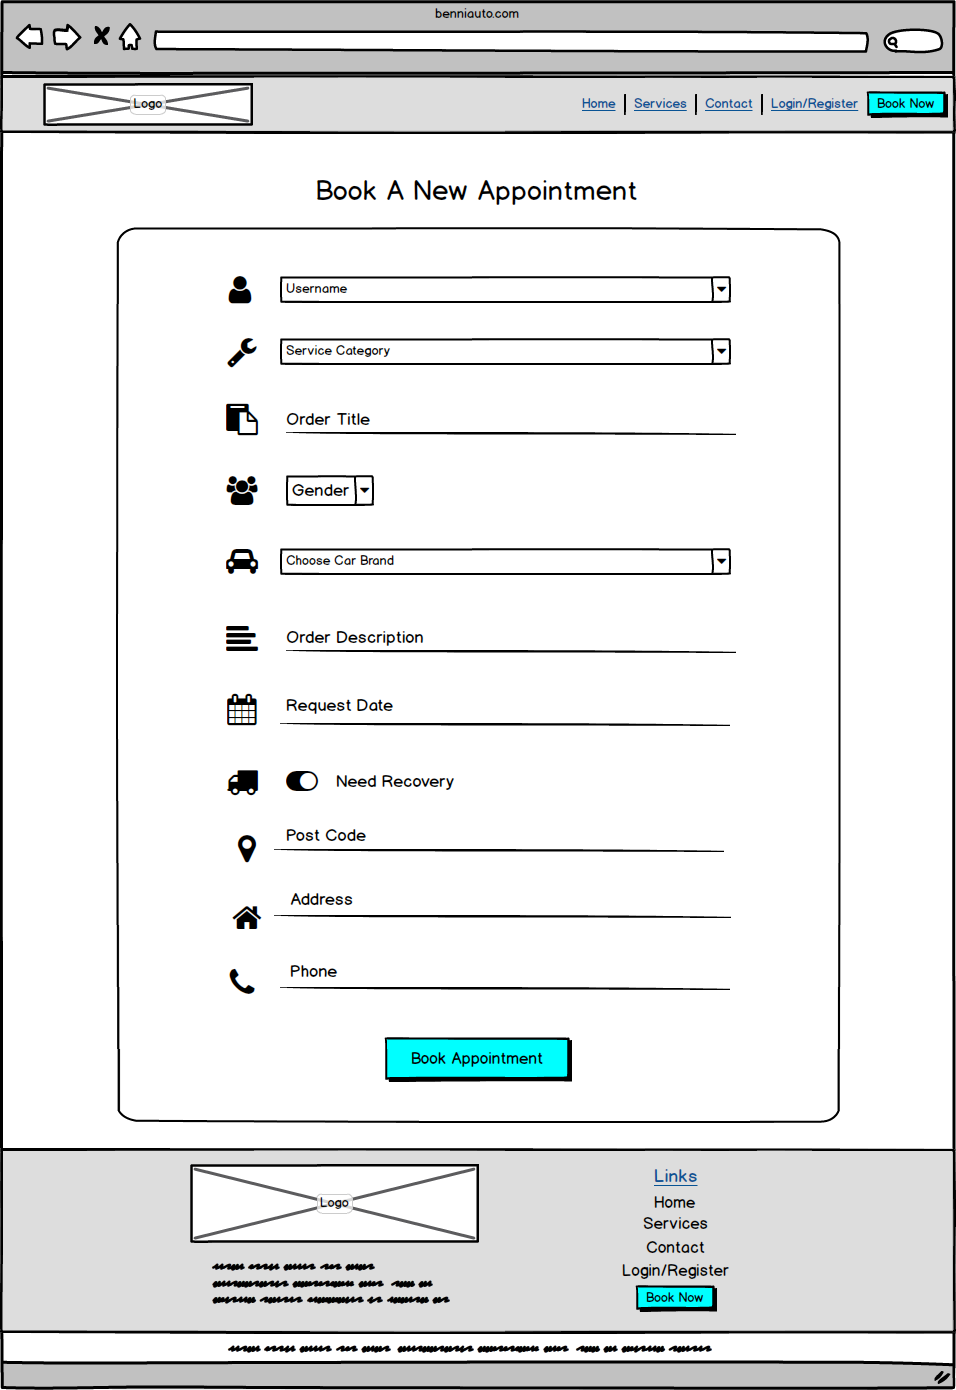 benniauto.com
Logo
Home
Services
Contact
Login/Register
Book Now
Book A New Appointment
Username
Service Category
Order Title
Gender
Choose Car Brand
Order Description
Request Date
Need Recovery
Post Code
Address
Phone
Book Appointment
Logo
Links
Home
Services
Contact
Login/Register
Book Now